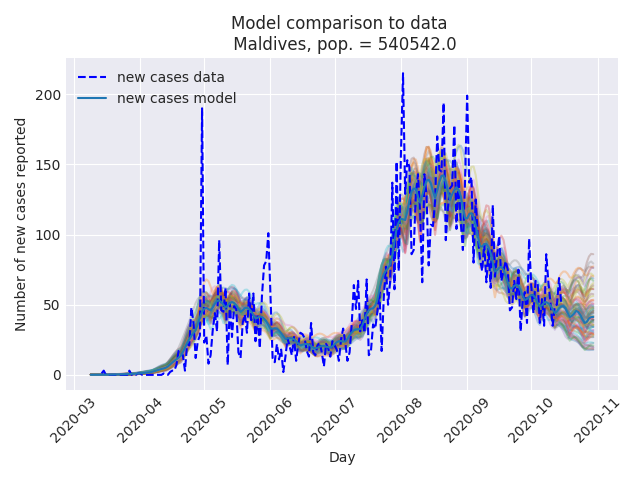 Model comparison to data
Maldives, pop. = 540542.0
new cases data
new cases model
Number of new cases reported
200
150
100
50
0
2020-03
2020-04
2020-05
2020-06
2020-07
2020-08
2020-09
2020-10
2020-11
Day